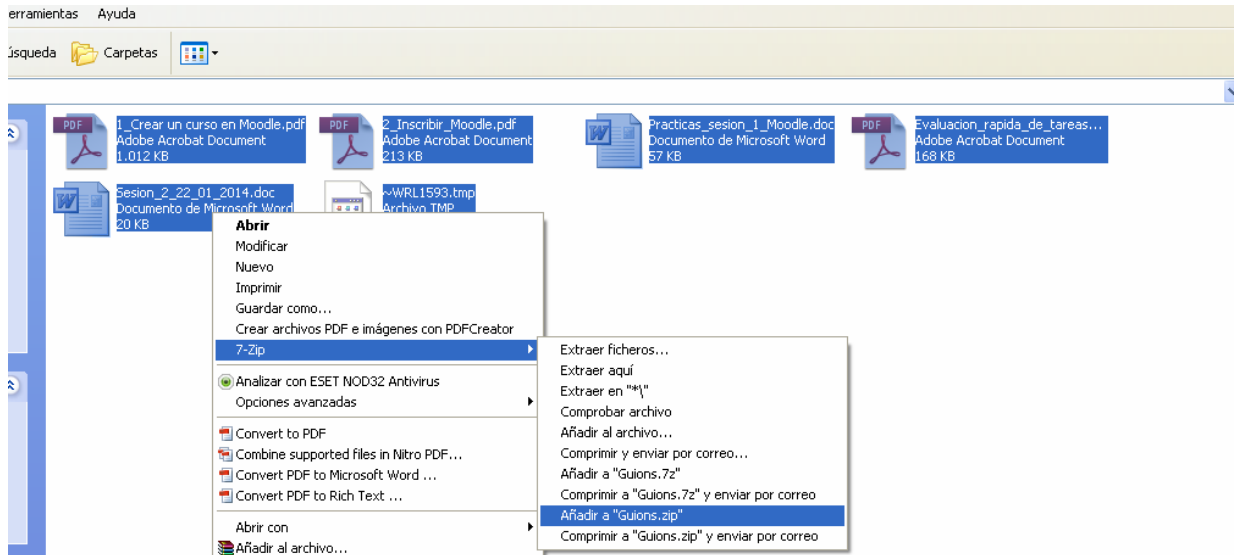 erramientas Ayuda
úsqueda Carpetas
PDF 1_Crear un curso en Moodle.pdf
Adobe Acrobat Document
1.012 KB
PDF 2_Inscribir_Moodle.pdf
Adobe Acrobat Document
213 KB
Practicas_sesion_1_Moodle.doc
Documento de Microsoft Word
57 KB
PDF Evaluacion_rapida_de_tareas...
Adobe Acrobat Document
168 KB
Sesion_2_22_01_2014.doc
Documento de Microsoft Word
20 KB
~WRL1593.tmp
Archivo TMP
Abrir
Modificar
Nuevo
Imprimir
Guardar como...
Crear archivos PDF e imágenes con PDFCreator
7-Zip
Analizar con ESET NOD32 Antivirus
Opciones avanzadas
Convert to PDF
Combine supported files in Nitro PDF...
Convert PDF to Microsoft Word ...
Convert PDF to Rich Text ...
Abrir con
Añadir al archivo...
Extraer ficheros...
Extraer aquí
Extraer en "*\"
Comprobar archivo
Añadir al archivo...
Comprimir y enviar por correo...
Añadir a "Guions.7z"
Comprimir a "Guions.7z" y enviar por correo
Añadir a "Guions.zip"
Comprimir a "Guions.zip" y enviar por correo